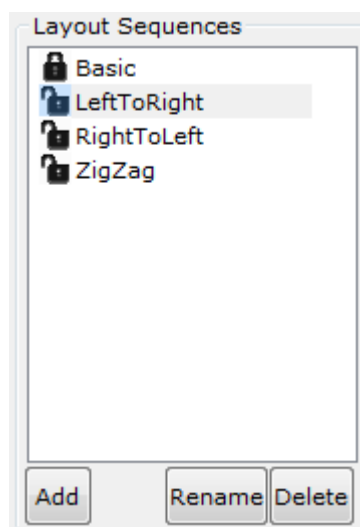 Layout Sequences
Basic
LeftToRight
RightToLeft
ZigZag
Add Rename Delete